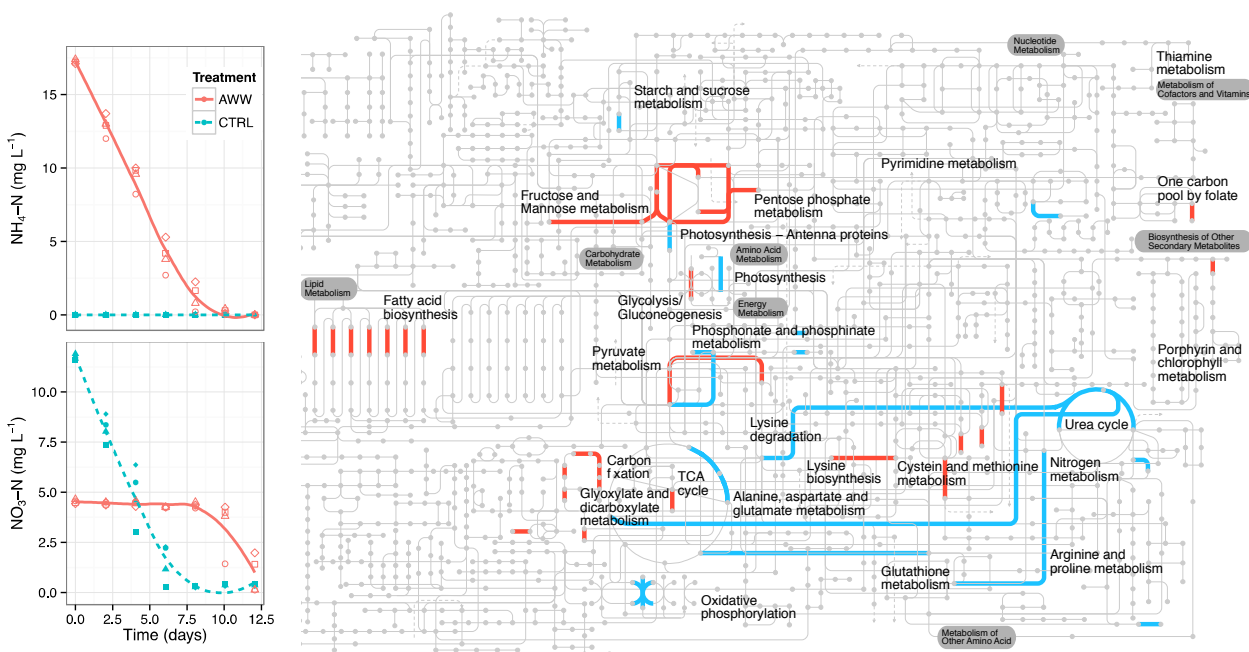 Treatment
AWW
CTRL
NH₄−N (mg L⁻¹)
15
10
5
0
NO₃−N (mg L⁻¹)
10.0
7.5
5.0
2.5
0.0
0.0
2.5
5.0
7.5
10.0
12.5
Time (days)
Nucleotide
Metabolism
Thiamine
metabolism
Metabolism of
Cofactors and Vitamins
Starch and sucrose
metabolism
Pyrimidine metabolism
One carbon
pool by folate
Fructose and
Mannose metabolism
Pentose phosphate
metabolism
Photosynthesis – Antenna proteins
Biosynthesis of Other
Secondary Metabolites
Carbohydrate
Metabolism
Amino Acid
Metabolism
Photosynthesis
Lipid
Metabolism
Fatty acid
biosynthesis
Glycolysis/
Gluconeogenesis
Energy
Metabolism
Phosphonate and phosphinate
metabolism
Pyruvate
metabolism
Porphyrin and
chlorophyll
metabolism
Lysine
degradation
Urea cycle
Carbon
fixation
TCA
cycle
Lysine
biosynthesis
Cystein and methionine
metabolism
Nitrogen
metabolism
Glyoxylate and
dicarboxylate
metabolism
Alanine, aspartate and
glutamate metabolism
Arginine and
proline metabolism
Glutathione
metabolism
Oxidative
phosphorylation
Metabolism of
Other Amino Acid